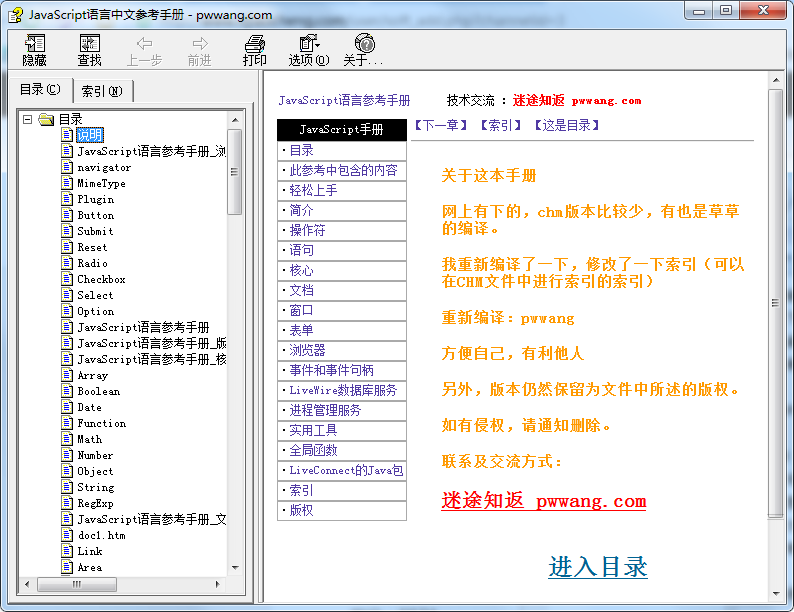 JavaScript语言中文参考手册 - pwwang.com
隐藏 查找 上一步 前进 打印 选项(O) 关于...
目录(C) 索引(N)
目录
说明
JavaScript语言参考手册_浏
navigator
MimeType
Plugin
Button
Submit
Reset
Radio
Checkbox
Select
Option
JavaScript语言参考手册
JavaScript语言参考手册_版
JavaScript语言参考手册_核
Array
Boolean
Date
Function
Math
Number
Object
String
RegExp
JavaScript语言参考手册_文
doc1.htm
Link
Area
JavaScript语言参考手册 技术交流 : 迷途知返 pwwang.com
JavaScript手册
·目录
·此参考中包含的内容
·轻松上手
·简介
·操作符
·语句
·核心
·文档
·窗口
·表单
·浏览器
·事件和事件句柄
·LiveWire数据库服务
·进程管理服务
·实用工具
·全局函数
·LiveConnect的Java包
·索引
·版权
【下一章】 【索引】 【这是目录】
关于这本手册
网上有下的，chm版本比较少，有也是草草
的编译。
我重新编译了一下，修改了一下索引（可以
在CHM文件中进行索引的索引）
重新编译：pwwang
方便自己，有利他人
另外，版本仍然保留为文件中所述的版权。
如有侵权，请通知删除。
联系及交流方式：
迷途知返 pwwang.com
进入目录